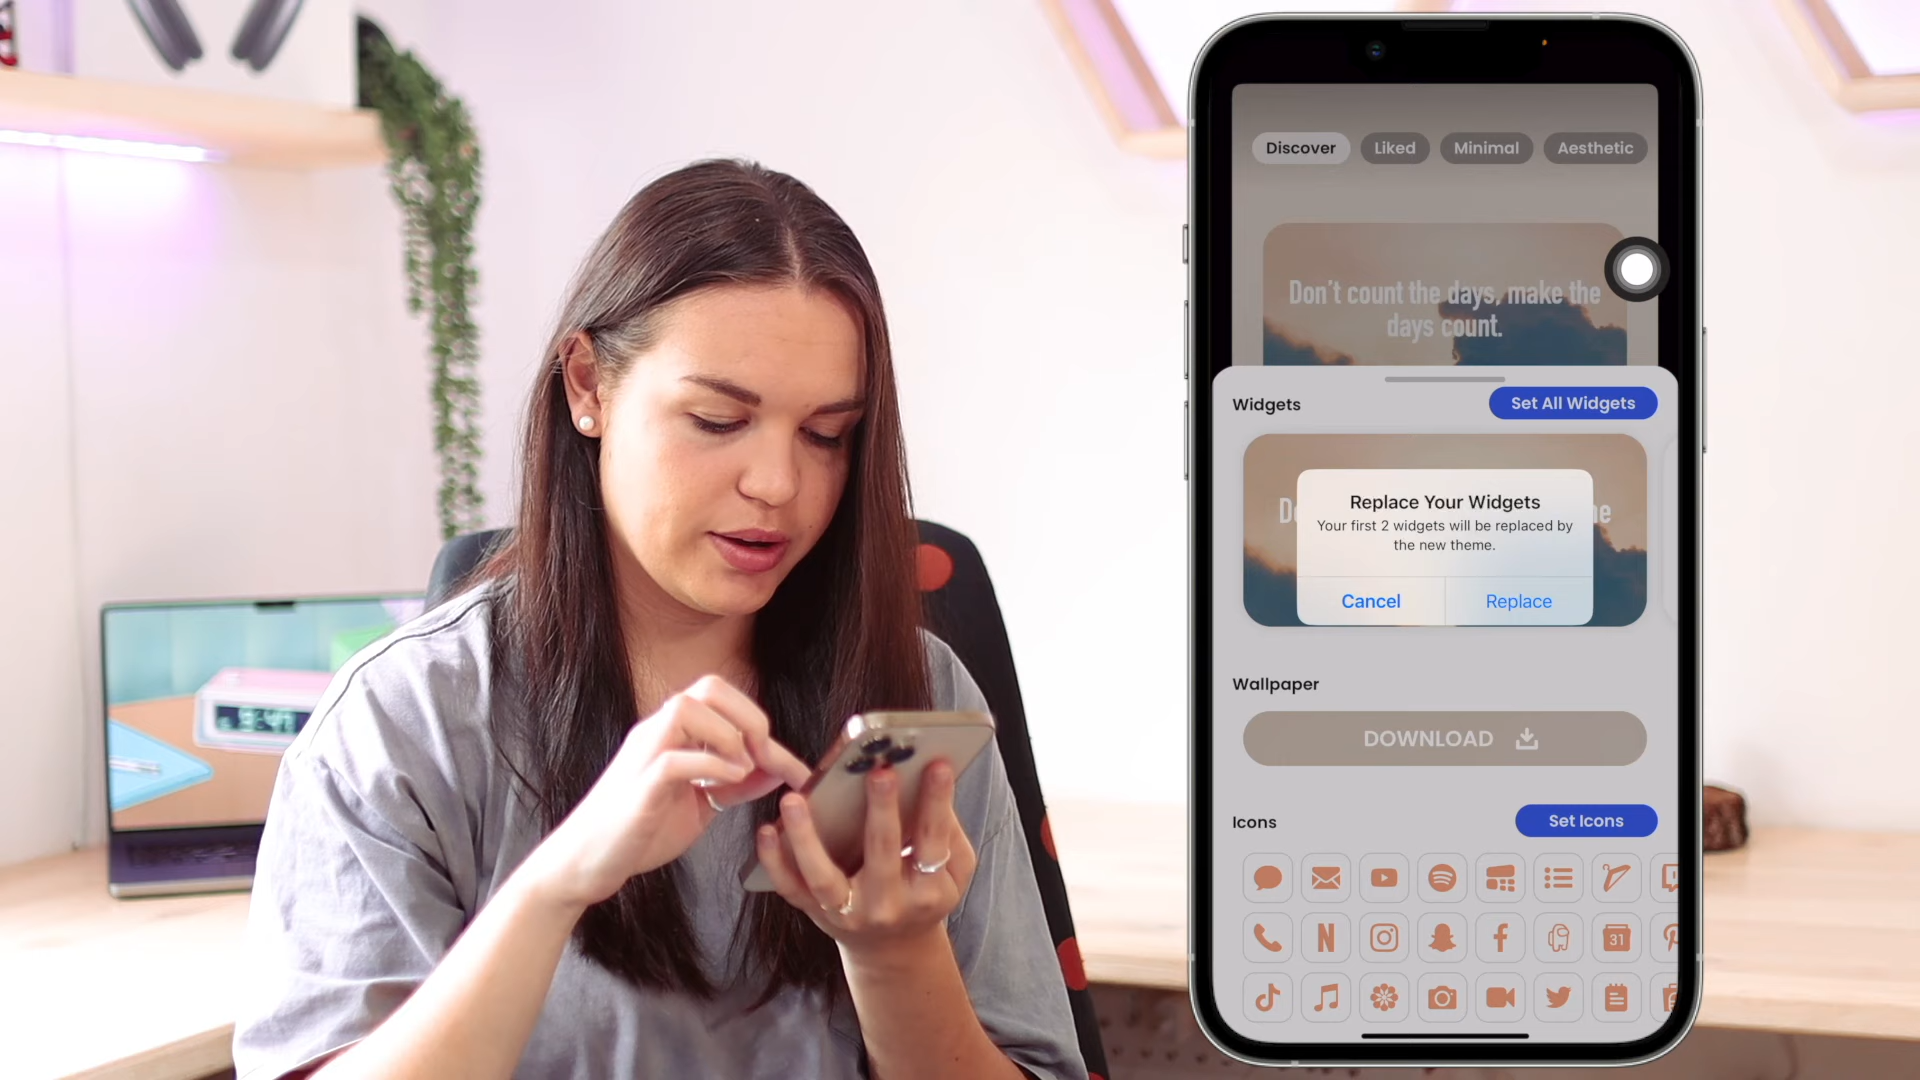 Discover Liked Minimal Aesthetic
Don't count the days, make the
days count.
Widgets
Set All Widgets
Replace Your Widgets
Your first 2 widgets will be replaced by
the new theme.
Cancel Replace
Wallpaper
DOWNLOAD
Icons
Set Icons
N
31